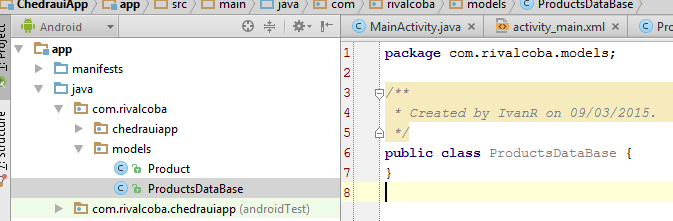 ChedrauiApp app src main java com rivalcoba models ProductsDataBase
Android
MainActivity.java activity_main.xml Pro
Project
Structure
app
manifests
java
com.rivalcoba
chedrauiapp
models
Product
ProductsDataBase
com.rivalcoba.chedrauiapp (androidTest)
1 package com.rivalcoba.models;
2
3 /**
4 * Created by IvanR on 09/03/2015.
5 */
6 public class ProductsDataBase {
7 }
8